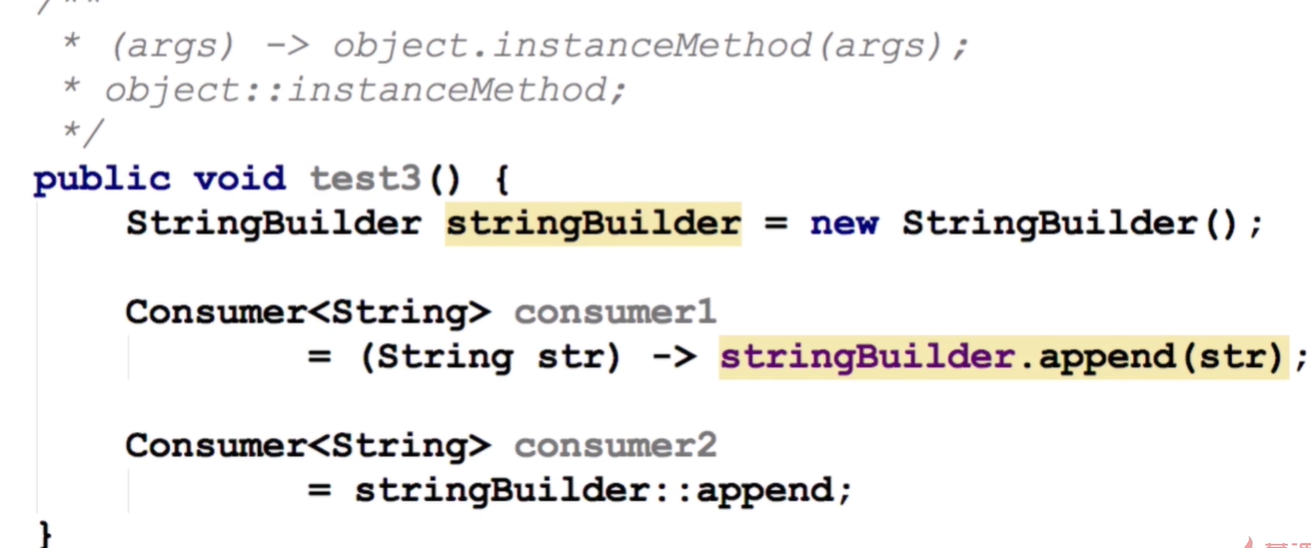 /**
* (args) -> object.instanceMethod(args);
* object::instanceMethod;
*/
public void test3() {
StringBuilder stringBuilder = new StringBuilder();
Consumer<String> consumer1
= (String str) -> stringBuilder.append(str);
Consumer<String> consumer2
= stringBuilder::append;
}